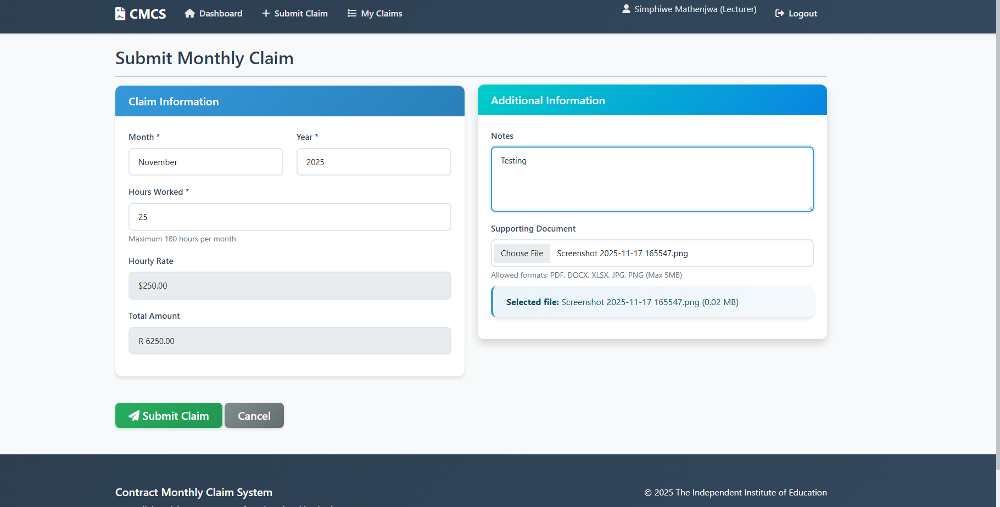 CMCS
Dashboard
Submit Claim
My Claims
Simphiwe Mathenjwa (Lecturer)
Logout
Submit Monthly Claim
Claim Information
Month *
Year *
November
2025
Hours Worked *
25
Maximum 180 hours per month
Hourly Rate
$250.00
Total Amount
R 6250.00
Additional Information
Notes
Testing
Supporting Document
Choose File Screenshot 2025-11-17 165547.png
Allowed formats: PDF, DOCX, XLSX, JPG, PNG (Max 5MB)
Selected file: Screenshot 2025-11-17 165547.png (0.02 MB)
Submit Claim
Cancel
Contract Monthly Claim System
© 2025 The Independent Institute of Education